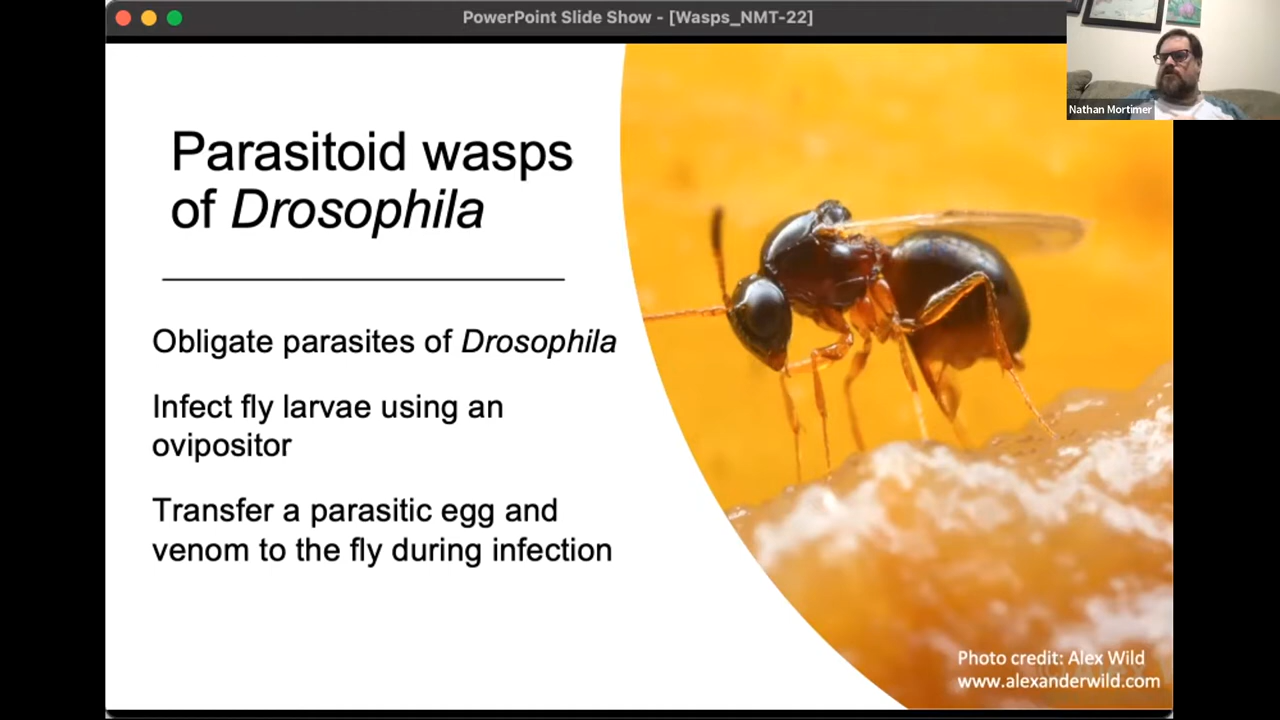 PowerPoint Slide Show - [Wasps_NMT-22]
Nathan Mortimer
Parasitoid wasps
of Drosophila
Obligate parasites of Drosophila
Infect fly larvae using an
ovipositor
Transfer a parasitic egg and
venom to the fly during infection
Photo credit: Alex Wild
www.alexanderwild.com